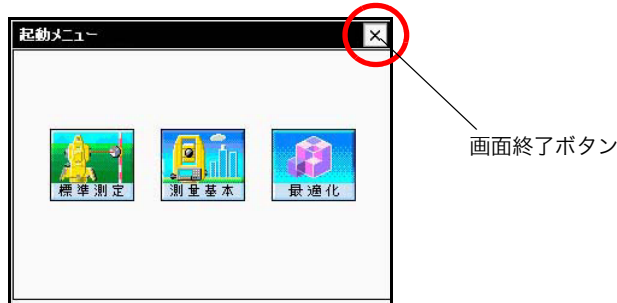 起動メニュー
×
画面終了ボタン
標準測定
測量基本
最適化